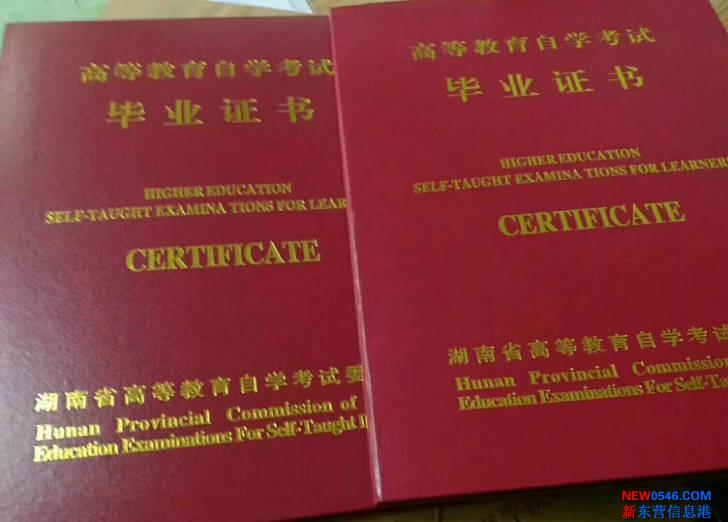 高等教育自学考试
毕业证书
HIGHER EDUCATION
SELF-TAUGHT EXAMINA TIONS FOR
CERTIFICATE
湖南省高等教育自学考试
Hunan Provincial Commission of
Education Examinations For Self-Taught
高等教育自学考试
毕业证书
HIGHER EDUCATION
SELF-TAUGHT EXAMINA TIONS FOR LEARNER
CERTIFICATE
湖南省高等教育自学考试
Hunan Provincial Commission
Education Examinations For
NEW0546.COM
新东营信息港